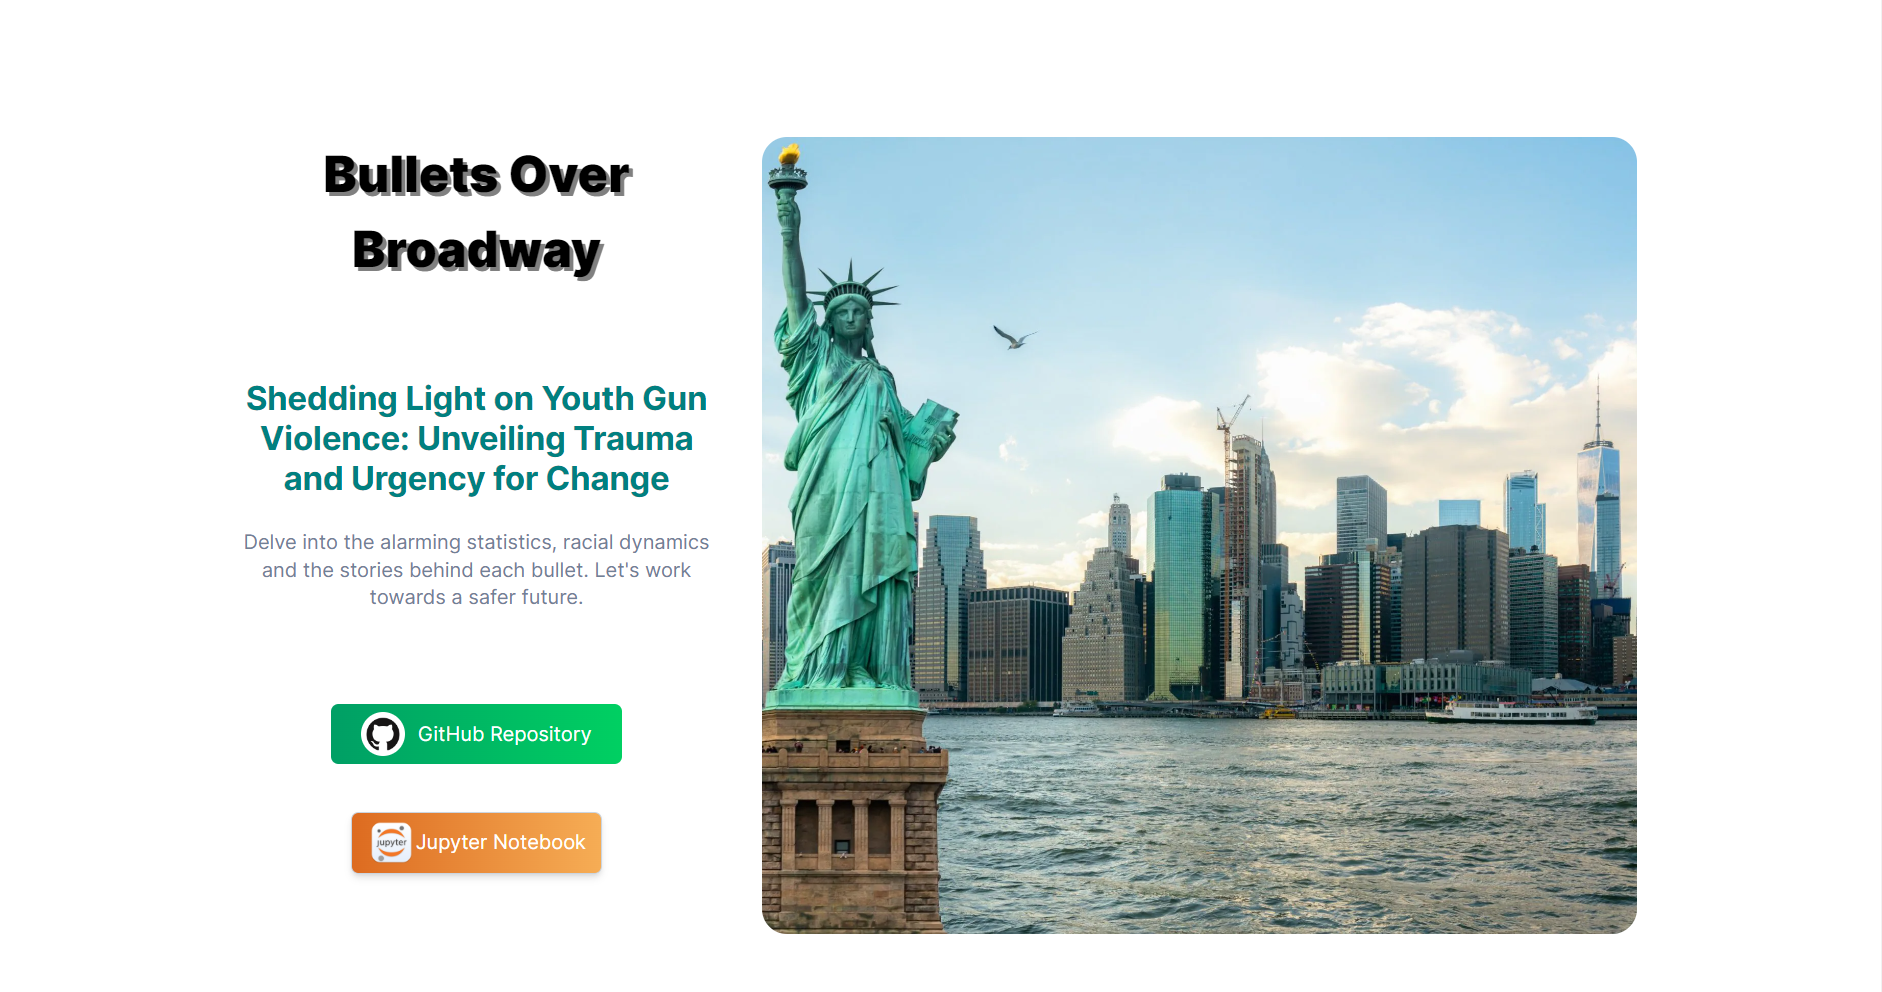 Bullets Over
Broadway
Shedding Light on Youth Gun
Violence: Unveiling Trauma
and Urgency for Change
Delve into the alarming statistics, racial dynamics
and the stories behind each bullet. Let's work
towards a safer future.
GitHub Repository
jupyter Jupyter Notebook